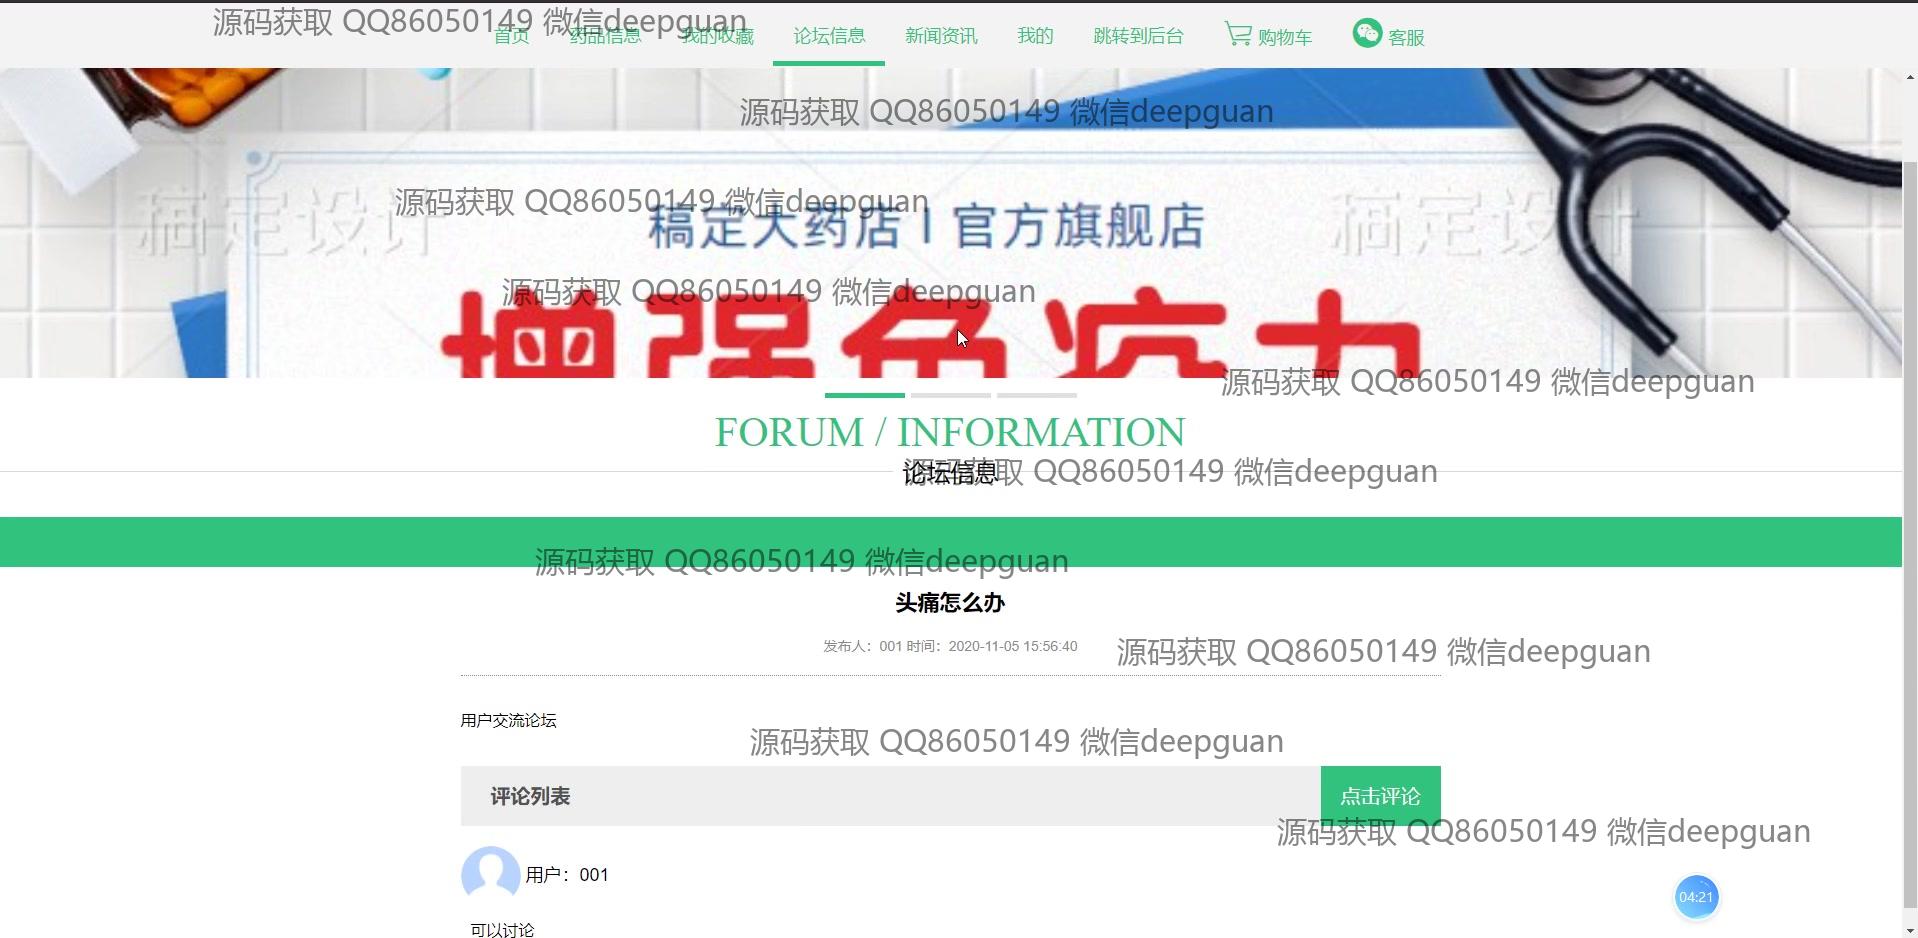 源码获取 QQ86050149 微信deepguan
首页 药品信息 我的收藏 论坛信息 新闻资讯 我的 跳转到后台 购物车 客服
源码获取 QQ86050149 微信deepguan
源码获取 QQ86050149 微信deepguan
稿定设计 稿定设计
稿定大药店 | 官方旗舰店
源码获取 QQ86050149 微信deepguan
增强免疫力
源码获取 QQ86050149 微信deepguan
FORUM / INFORMATION
论坛信息
源码获取 QQ86050149 微信deepguan
源码获取 QQ86050149 微信deepguan
头痛怎么办
发布人：001 时间：2020-11-05 15:56:40
源码获取 QQ86050149 微信deepguan
用户交流论坛
源码获取 QQ86050149 微信deepguan
评论列表 点击评论
源码获取 QQ86050149 微信deepguan
用户：001
04:21
可以讨论